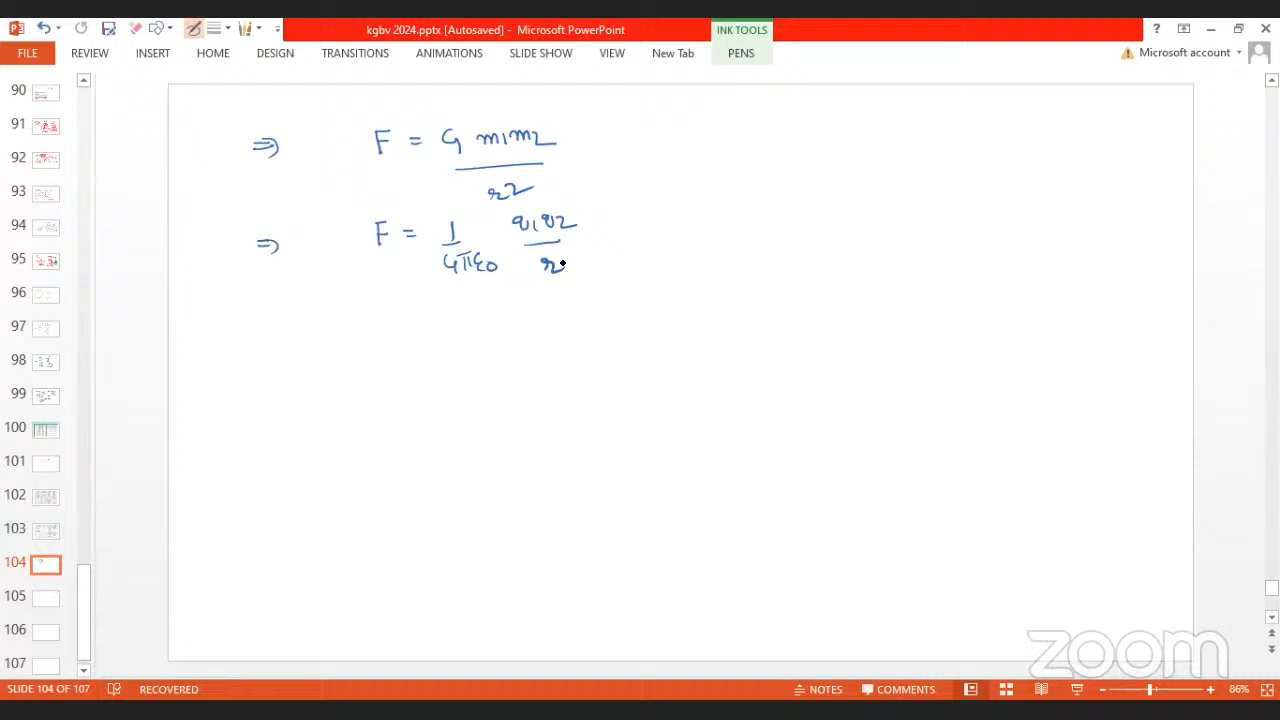 kgbv 2024.pptx [Autosaved] - Microsoft PowerPoint
INK TOOLS
?
FILE REVIEW INSERT HOME DESIGN TRANSITIONS ANIMATIONS SLIDE SHOW VIEW New Tab PENS Microsoft account
90
91
92
93
94
95
96
97
98
99
100
101
102
103
104
105
106
107
⇒ F = G m1m2
r2
⇒ F = 1 q1q2
4πε0 r
zoom
SLIDE 104 OF 107 RECOVERED NOTES COMMENTS 86%